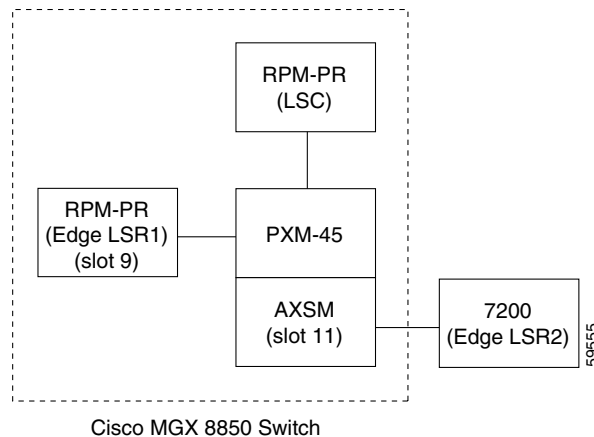 RPM-PR
(LSC)
RPM-PR
(Edge LSR1)
(slot 9)
PXM-45
AXSM
(slot 11)
7200
(Edge LSR2)
59555
Cisco MGX 8850 Switch